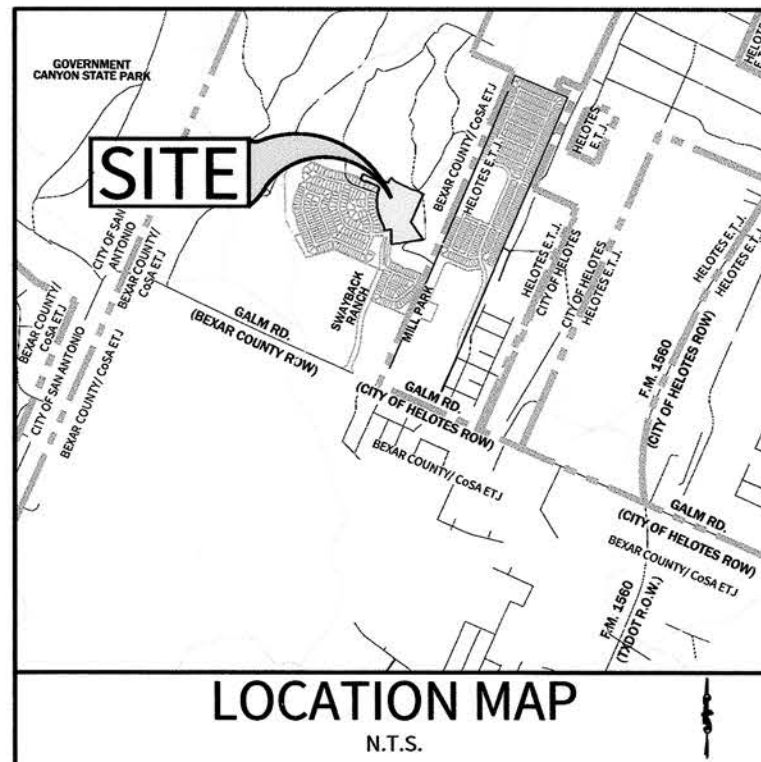 GOVERNMENT
CANYON STATE PARK
SITE
BEXAR COUNTY/ CoSA ETJ
HELOTES E.T.J.
HELOTES
E.T.J.
HELOTES
CITY OF SAN
ANTONIO
BEXAR COUNTY/
CoSA ETJ
BEXAR COUNTY/
CoSA ETJ
CITY OF SAN ANTONIO
BEXAR COUNTY/ CoSA ETJ
SWAYBACK
RANCH
MILL PARK
GALM RD.
(BEXAR COUNTY ROW)
GALM RD.
(CITY OF HELOTES ROW)
BEXAR COUNTY/ CoSA ETJ
HELOTES E.T.J.
CITY OF HELOTES
CITY OF HELOTES
HELOTES E.T.J.
HELOTES E.T.J.
HELOTES E.T.J.
F.M. 1560
(CITY OF HELOTES ROW)
GALM RD.
(CITY OF HELOTES ROW)
BEXAR COUNTY/ CoSA ETJ
F.M. 1560
(TXDOT R.O.W.)
LOCATION MAP
N.T.S.